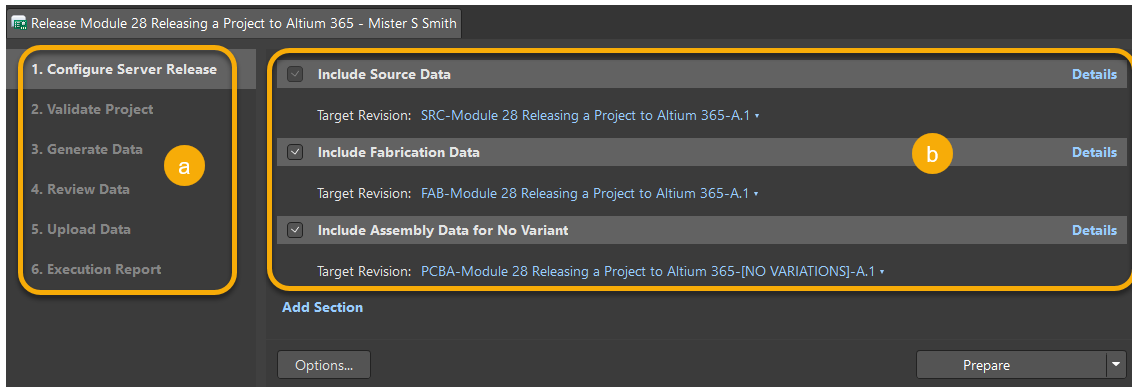 Release Module 28 Releasing a Project to Altium 365 - Mister S Smith
1. Configure Server Release
2. Validate Project
3. Generate Data
4. Review Data
5. Upload Data
6. Execution Report
a
Include Source Data Details
Target Revision: SRC-Module 28 Releasing a Project to Altium 365-A.1
Include Fabrication Data Details
b
Target Revision: FAB-Module 28 Releasing a Project to Altium 365-A.1
Include Assembly Data for No Variant Details
Target Revision: PCBA-Module 28 Releasing a Project to Altium 365-[NO VARIATIONS]-A.1
Add Section
Options... Prepare